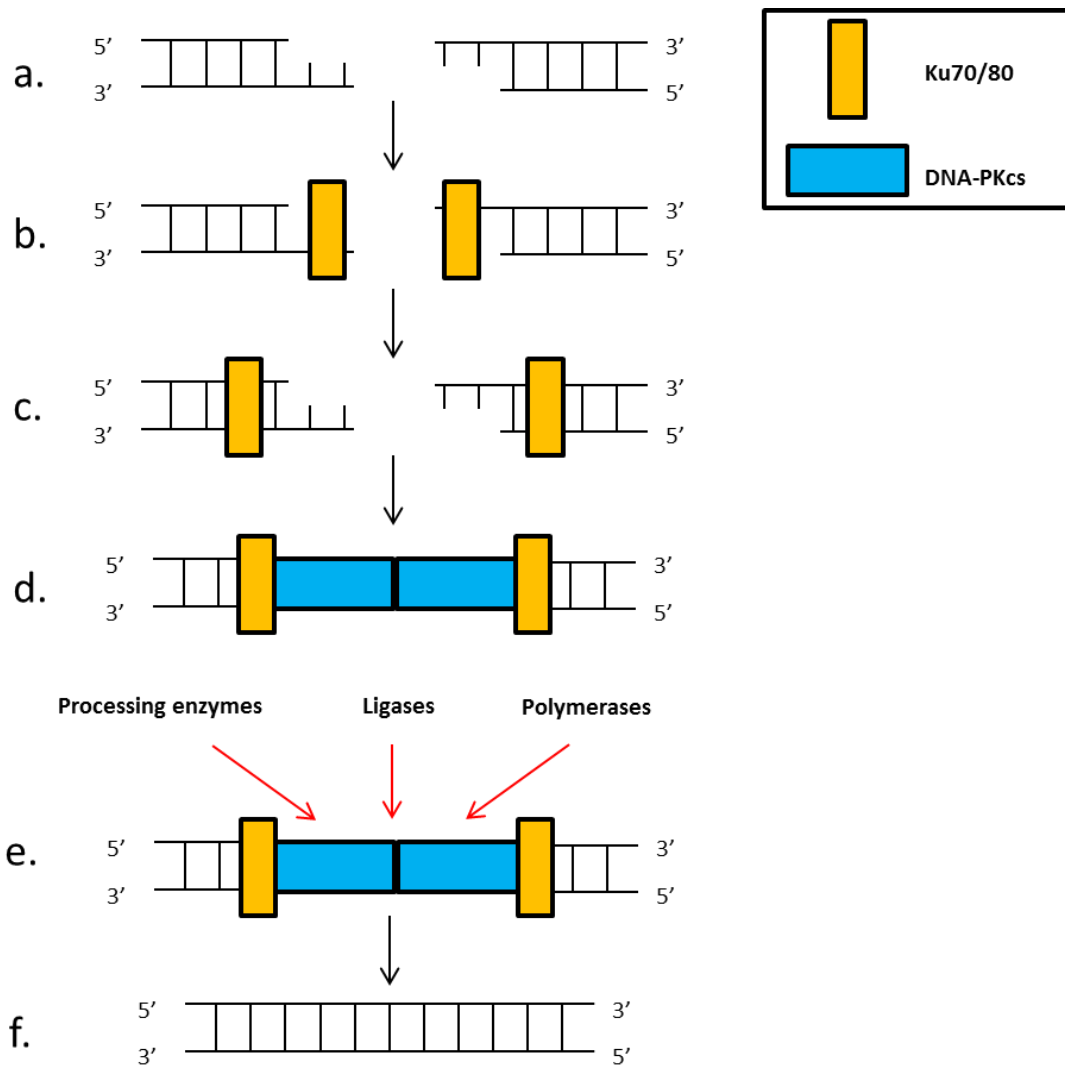 a.
5’
3’
3’
5’
Ku70/80
DNA-PKcs
b.
5’
3’
3’
5’
c.
5’
3’
3’
5’
d.
5’
3’
3’
5’
Processing enzymes
Ligases
Polymerases
e.
5’
3’
3’
5’
f.
5’
3’
3’
5’